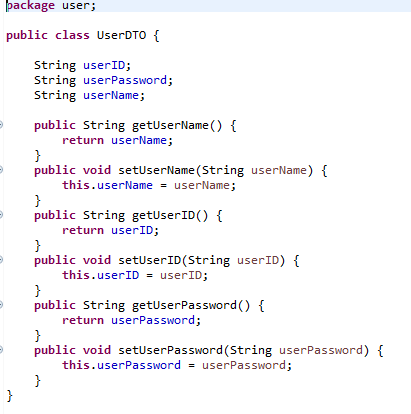 package user;
public class UserDTO {
    String userID;
    String userPassword;
    String userName;
    public String getUserName() {
        return userName;
    }
    public void setUserName(String userName) {
        this.userName = userName;
    }
    public String getUserID() {
        return userID;
    }
    public void setUserID(String userID) {
        this.userID = userID;
    }
    public String getUserPassword() {
        return userPassword;
    }
    public void setUserPassword(String userPassword) {
        this.userPassword = userPassword;
    }
}